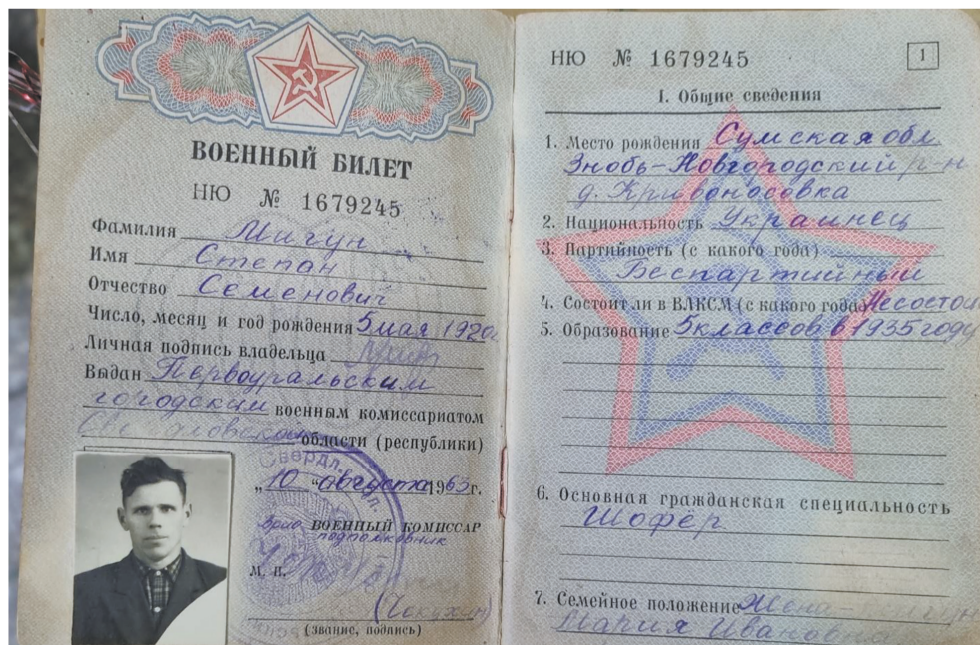 ВОЕННЫЙ БИЛЕТ
НЮ № 1679245
Фамилия Мигун
Имя Степан
Отчество Семенович
Число, месяц и год рождения 5 мая 1920
Личная подпись владельца
Выдан Первоуральским
городским военным комиссариатом
Свердловской области (республики)
Свердл.
„10“ августа 1963 г.
Врио ВОЕННЫЙ КОМИССАР
подполковник
М. П.
(звание, подпись)
НЮ № 1679245
1
I. Общие сведения
1. Место рождения Сумская обл.
Знобь-Новгородский р-н
д. Кривоносовка
2. Национальность Украинец
3. Партийность (с какого года)
Беспартийный
4. Состоит ли в ВЛКСМ (с какого года) Несостои
5. Образование 5 классов в 1935 году
6. Основная гражданская специальность
Шофёр
7. Семейное положение Жена
Мария Ивановна